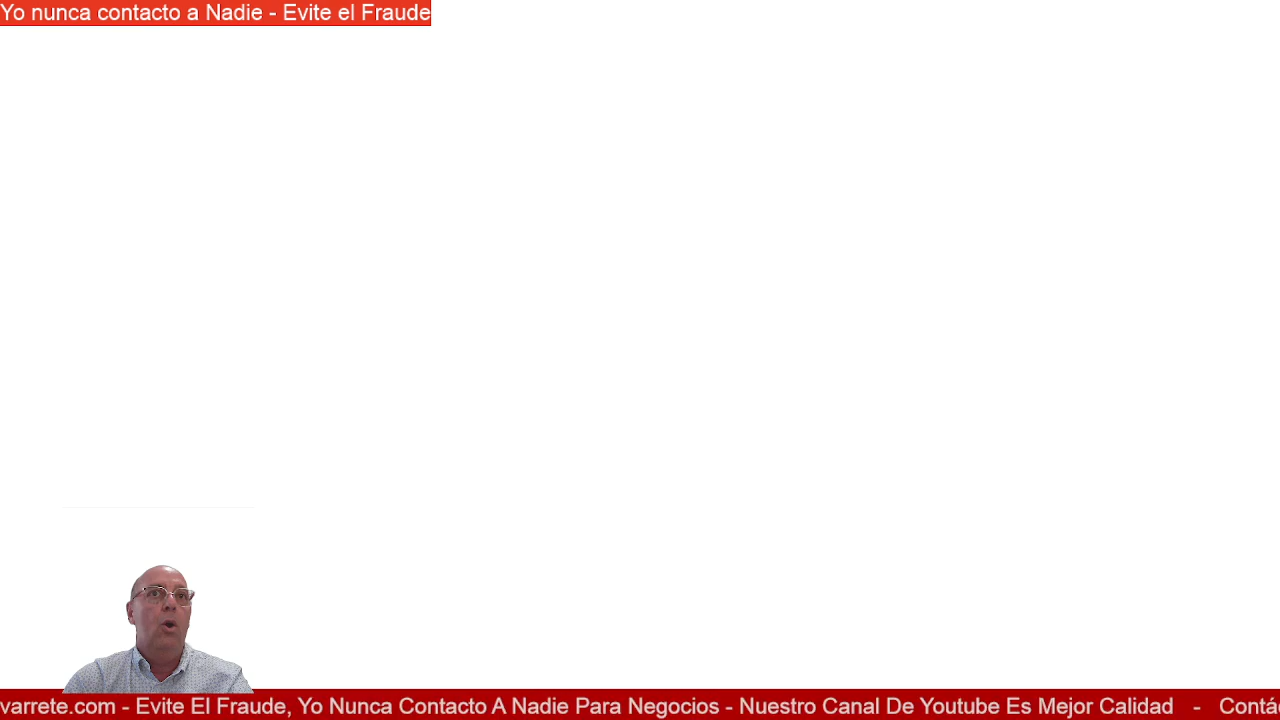 Yo nunca contacto a Nadie - Evite el Fraude
varrete.com - Evite El Fraude, Yo Nunca Contacto A Nadie Para Negocios - Nuestro Canal De Youtube Es Mejor Calidad - Contác